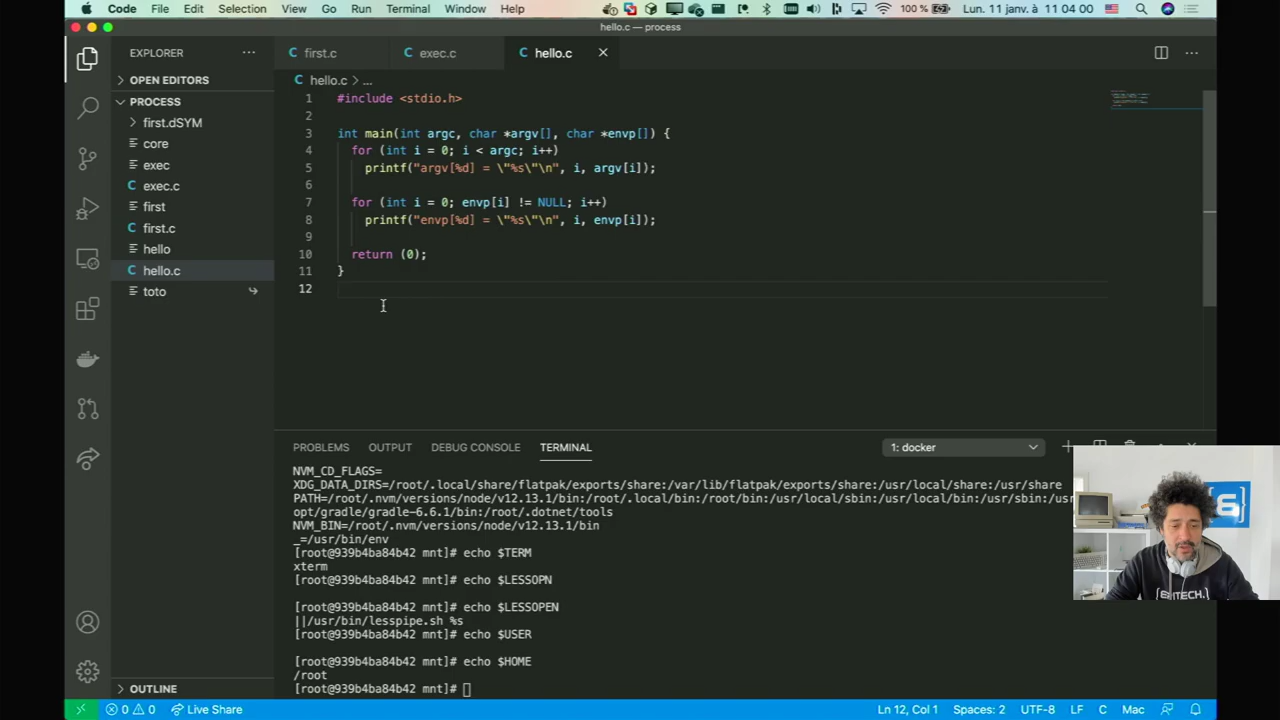 Code File Edit Selection View Go Run Terminal Window Help 100 % Lun. 11 janv. à 11 04 00
hello.c — process
EXPLORER
first.c exec.c hello.c
OPEN EDITORS
hello.c > ...
PROCESS
first.dSYM
core
exec
exec.c
first
first.c
hello
hello.c
toto
1 #include <stdio.h>
2
3 int main(int argc, char *argv[], char *envp[]) {
4 for (int i = 0; i < argc; i++)
5 printf("argv[%d] = \"%s\"\n", i, argv[i]);
6
7 for (int i = 0; envp[i] != NULL; i++)
8 printf("envp[%d] = \"%s\"\n", i, envp[i]);
9
10 return (0);
11 }
12
PROBLEMS OUTPUT DEBUG CONSOLE TERMINAL 1: docker
NVM_CD_FLAGS=
XDG_DATA_DIRS=/root/.local/share/flatpak/exports/share:/var/lib/flatpak/exports/share:/usr/local/share:/usr/share
PATH=/root/.nvm/versions/node/v12.13.1/bin:/root/.local/bin:/root/bin:/usr/local/sbin:/usr/local/bin:/usr/sbin:/usr
opt/gradle/gradle-6.6.1/bin:/root/.dotnet/tools
NVM_BIN=/root/.nvm/versions/node/v12.13.1/bin
_=/usr/bin/env
[root@939b4ba84b42 mnt]# echo $TERM
xterm
[root@939b4ba84b42 mnt]# echo $LESSOPN
[root@939b4ba84b42 mnt]# echo $LESSOPEN
||/usr/bin/lesspipe.sh %s
[root@939b4ba84b42 mnt]# echo $USER
[root@939b4ba84b42 mnt]# echo $HOME
/root
[root@939b4ba84b42 mnt]#
{EPITECH.
OUTLINE
0 0 Live Share Ln 12, Col 1 Spaces: 2 UTF-8 LF C Mac